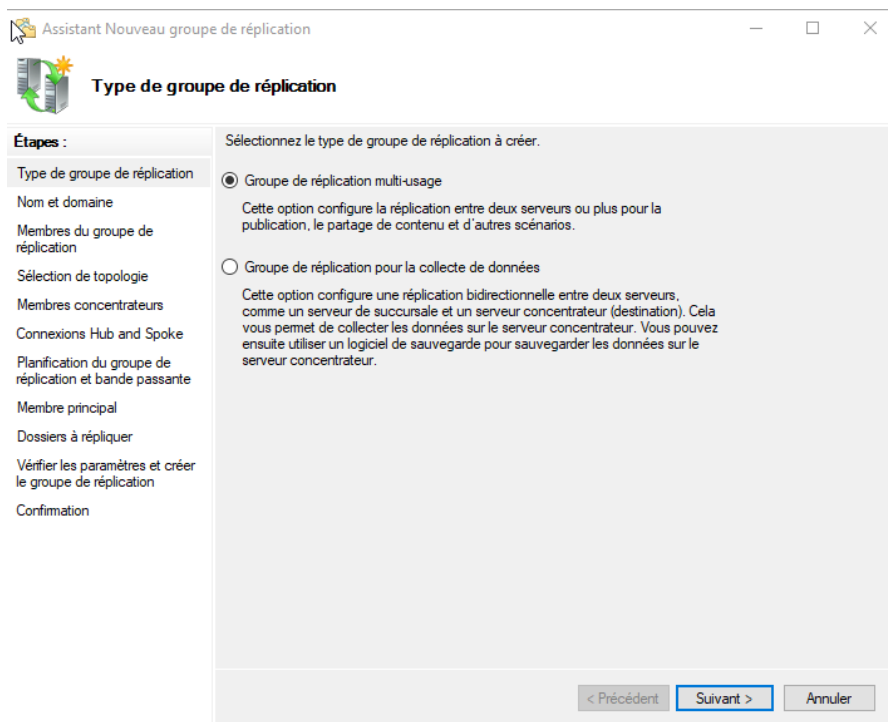 Assistant Nouveau groupe de réplication
Type de groupe de réplication
Étapes :
Type de groupe de réplication
Nom et domaine
Membres du groupe de
réplication
Sélection de topologie
Membres concentrateurs
Connexions Hub and Spoke
Planification du groupe de
réplication et bande passante
Membre principal
Dossiers à répliquer
Vérifier les paramètres et créer
le groupe de réplication
Confirmation
Sélectionnez le type de groupe de réplication à créer.
Groupe de réplication multi-usage
Cette option configure la réplication entre deux serveurs ou plus pour la
publication, le partage de contenu et d'autres scénarios.
Groupe de réplication pour la collecte de données
Cette option configure une réplication bidirectionnelle entre deux serveurs,
comme un serveur de succursale et un serveur concentrateur (destination). Cela
vous permet de collecter les données sur le serveur concentrateur. Vous pouvez
ensuite utiliser un logiciel de sauvegarde pour sauvegarder les données sur le
serveur concentrateur.
< Précédent
Suivant >
Annuler